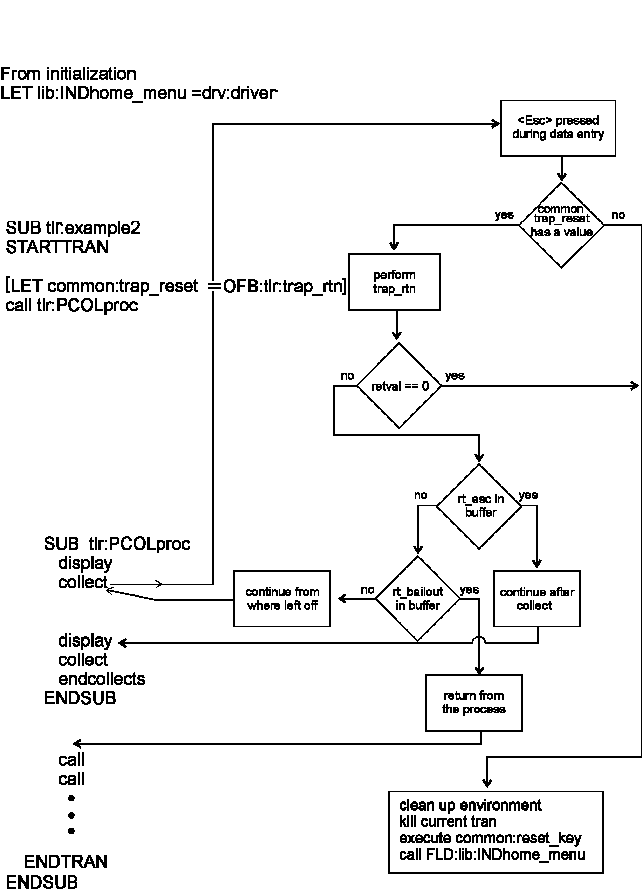 From initialization
LET lib:INDhome_menu =drv:driver
<Esc> pressed
during data entry
common
trap_reset
has a value
yes
no
SUB tlr:example2
STARTTRAN
[LET common:trap_reset =OFB:tlr:trap_rtn]
call tlr:PCOLproc
perform
trap_rtn
no
retval == 0
yes
no
rt_esc in
buffer
yes
SUB tlr:PCOLproc
display
collect
continue from
where left off
no
rt_bailout
in buffer
yes
continue after
collect
display
collect
endcollects
ENDSUB
return from
the process
call
call
ENDTRAN
ENDSUB
clean up environment
kill current tran
execute common:reset_key
call FLD:lib:INDhome_menu